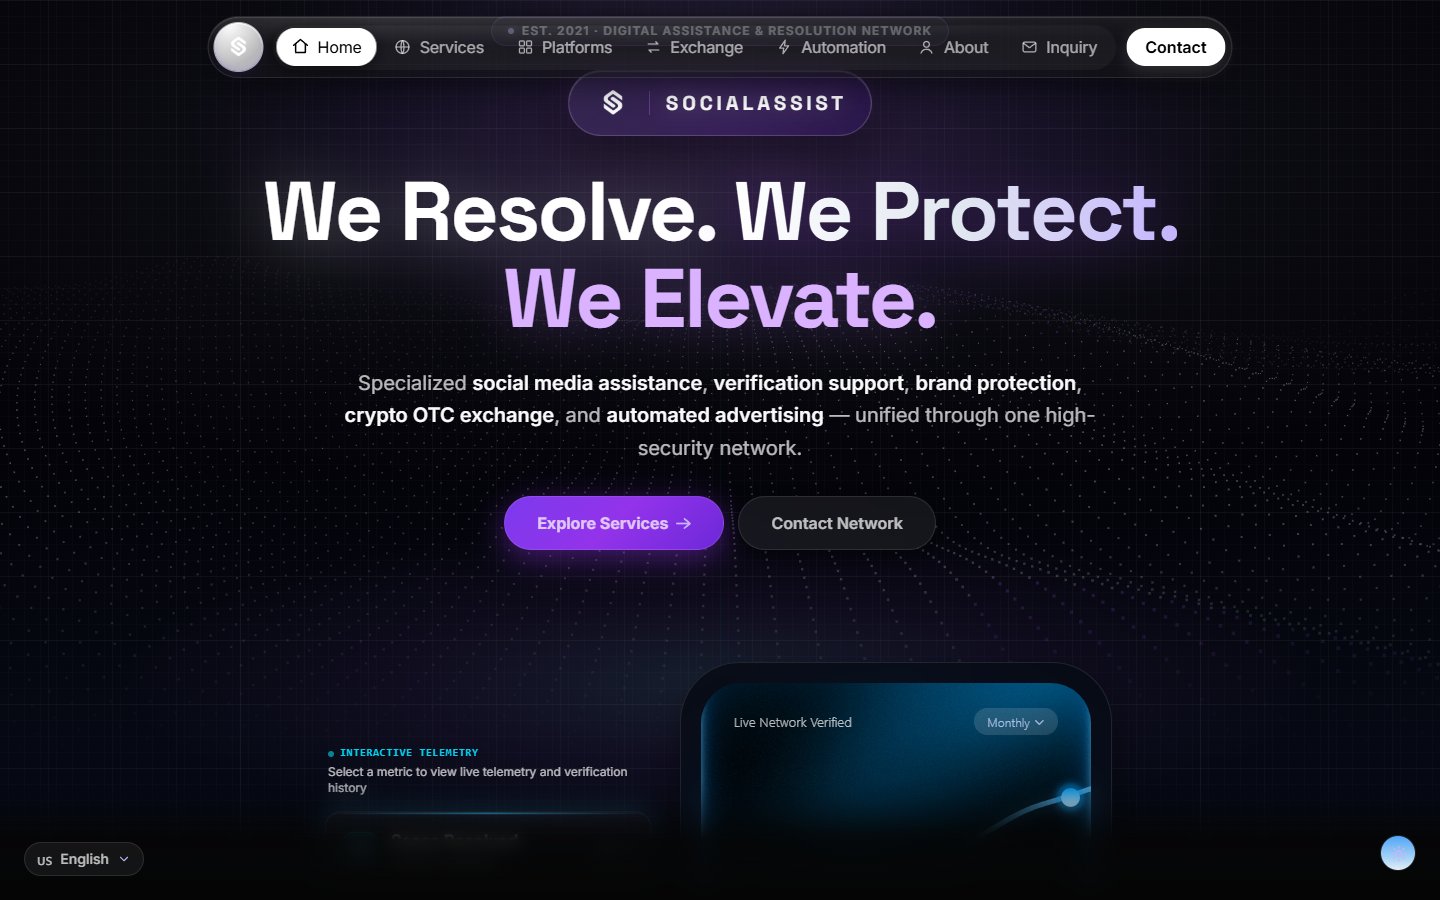 EST. 2021 · DIGITAL ASSISTANCE & RESOLUTION NETWORK
Home Services Platforms Exchange Automation About Inquiry Contact
SOCIALASSIST
We Resolve. We Protect.
We Elevate.
Specialized social media assistance, verification support, brand protection,
crypto OTC exchange, and automated advertising — unified through one high-
security network.
Explore Services → Contact Network
Live Network Verified Monthly
INTERACTIVE TELEMETRY
Select a metric to view live telemetry and verification
history
US English